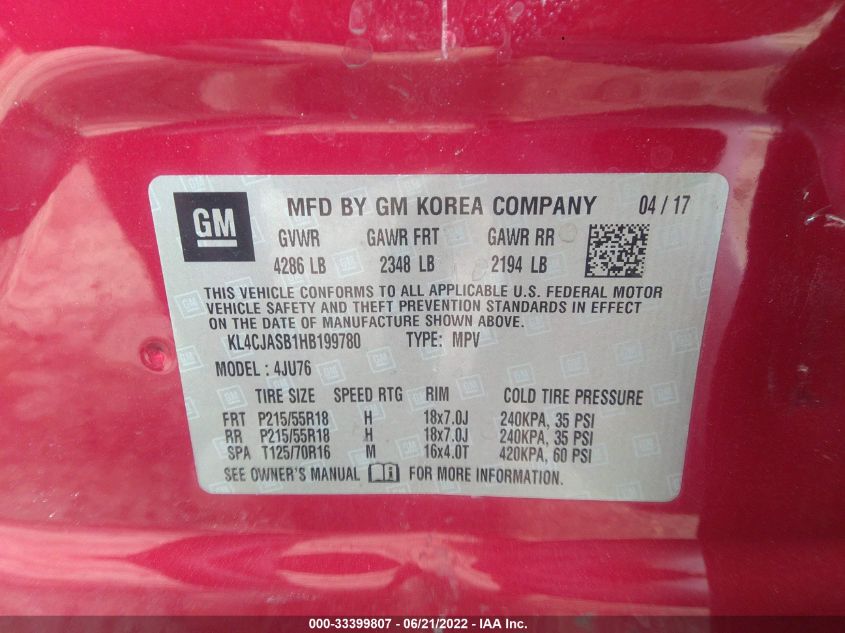 GM
MFD BY GM KOREA COMPANY 04 / 17
GVWR GAWR FRT GAWR RR
4286 LB 2348 LB 2194 LB
THIS VEHICLE CONFORMS TO ALL APPLICABLE U.S. FEDERAL MOTOR
VEHICLE SAFETY AND THEFT PREVENTION STANDARDS IN EFFECT
ON THE DATE OF MANUFACTURE SHOWN ABOVE.
KL4CJASB1HB199780 TYPE: MPV
MODEL : 4JU76
TIRE SIZE SPEED RTG RIM COLD TIRE PRESSURE
FRT P215/55R18 H 18x7.0J 240KPA, 35 PSI
RR P215/55R18 H 18x7.0J 240KPA, 35 PSI
SPA T125/70R16 M 16x4.0T 420KPA, 60 PSI
SEE OWNER'S MANUAL FOR MORE INFORMATION.
000-33399807 - 06/21/2022 - IAA Inc.